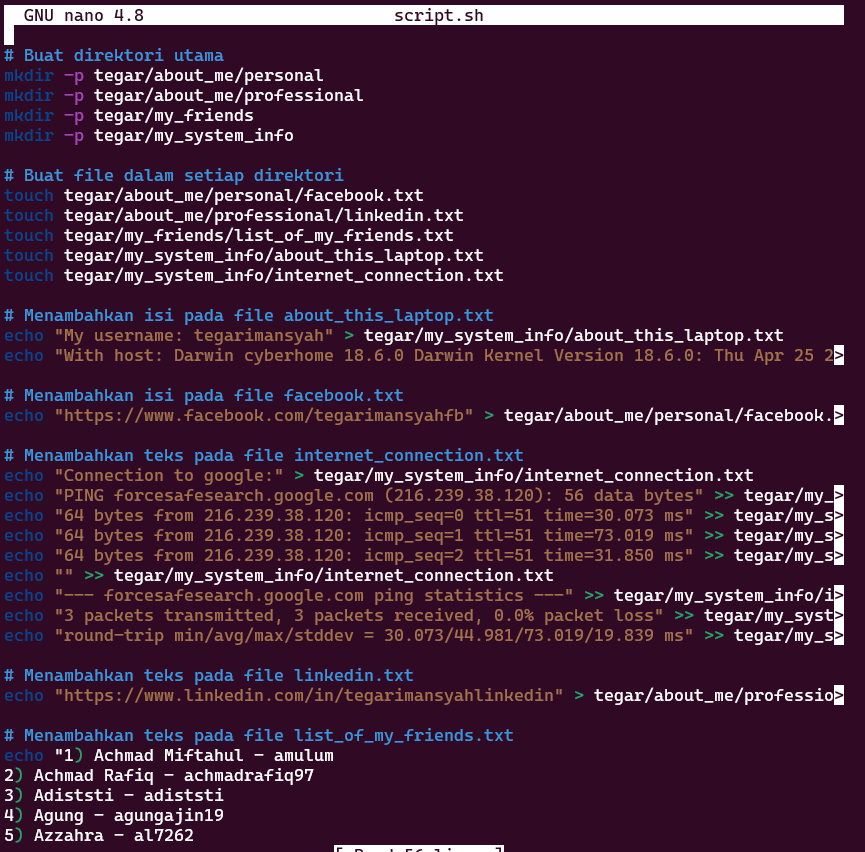 GNU nano 4.8 script.sh
# Buat direktori utama
mkdir -p tegar/about_me/personal
mkdir -p tegar/about_me/professional
mkdir -p tegar/my_friends
mkdir -p tegar/my_system_info
# Buat file dalam setiap direktori
touch tegar/about_me/personal/facebook.txt
touch tegar/about_me/professional/linkedin.txt
touch tegar/my_friends/list_of_my_friends.txt
touch tegar/my_system_info/about_this_laptop.txt
touch tegar/my_system_info/internet_connection.txt
# Menambahkan isi pada file about_this_laptop.txt
echo "My username: tegarimansyah" > tegar/my_system_info/about_this_laptop.txt
echo "With host: Darwin cyberhome 18.6.0 Darwin Kernel Version 18.6.0: Thu Apr 25 2>
# Menambahkan isi pada file facebook.txt
echo "https://www.facebook.com/tegarimansyahfb" > tegar/about_me/personal/facebook.>
# Menambahkan teks pada file internet_connection.txt
echo "Connection to google:" > tegar/my_system_info/internet_connection.txt
echo "PING forcesafesearch.google.com (216.239.38.120): 56 data bytes" >> tegar/my_>
echo "64 bytes from 216.239.38.120: icmp_seq=0 ttl=51 time=30.073 ms" >> tegar/my_s>
echo "64 bytes from 216.239.38.120: icmp_seq=1 ttl=51 time=73.019 ms" >> tegar/my_s>
echo "64 bytes from 216.239.38.120: icmp_seq=2 ttl=51 time=31.850 ms" >> tegar/my_s>
echo "" >> tegar/my_system_info/internet_connection.txt
echo "--- forcesafesearch.google.com ping statistics ---" >> tegar/my_system_info/i>
echo "3 packets transmitted, 3 packets received, 0.0% packet loss" >> tegar/my_syst>
echo "round-trip min/avg/max/stddev = 30.073/44.981/73.019/19.839 ms" >> tegar/my_s>
# Menambahkan teks pada file linkedin.txt
echo "https://www.linkedin.com/in/tegarimansyahlinkedin" > tegar/about_me/professio>
# Menambahkan teks pada file list_of_my_friends.txt
echo "1) Achmad Miftahul - amulum
2) Achmad Rafiq - achmadrafiq97
3) Adiststi - adiststi
4) Agung - agungajin19
5) Azzahra - al7262